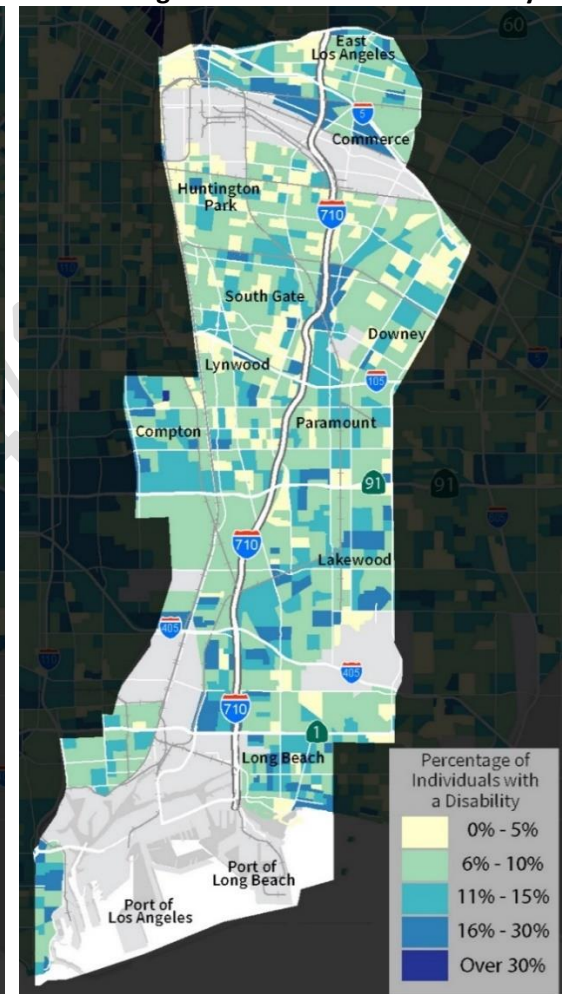 60
East
Los Angeles
5
Commerce
Huntington
Park
710
South Gate
Downey
Lynwood
105
Compton
Paramount
91
91
710
Lakewood
405
405
710
1
Long Beach
Port of
Long Beach
Port of
Los Angeles
Percentage of
Individuals with
a Disability
0% - 5%
6% - 10%
11% - 15%
16% - 30%
Over 30%